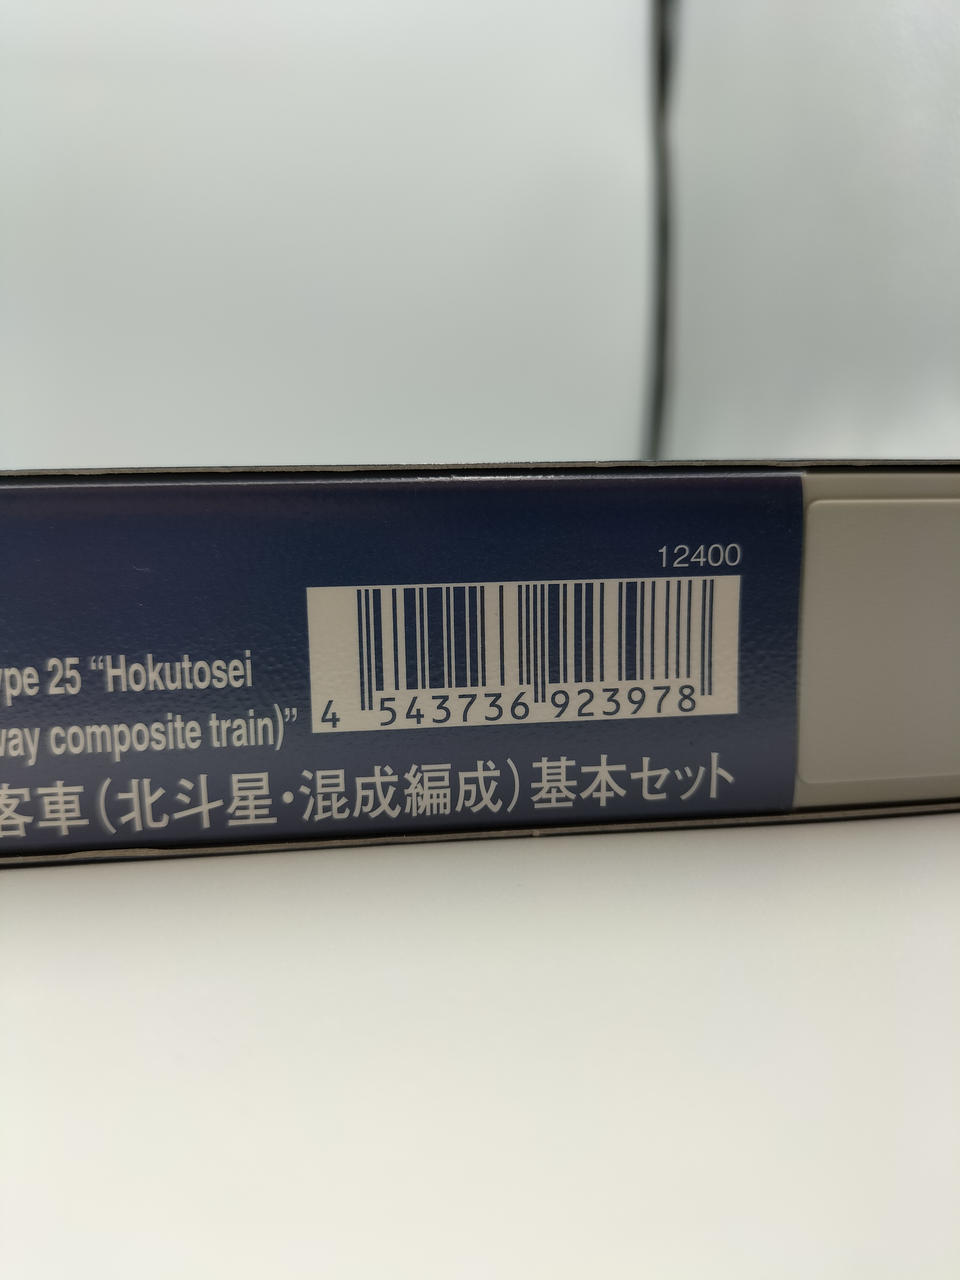 12400
4 543736 923978
ype 25 “Hokutosei
way composite train)”
客車(北斗星・混成編成)基本セット